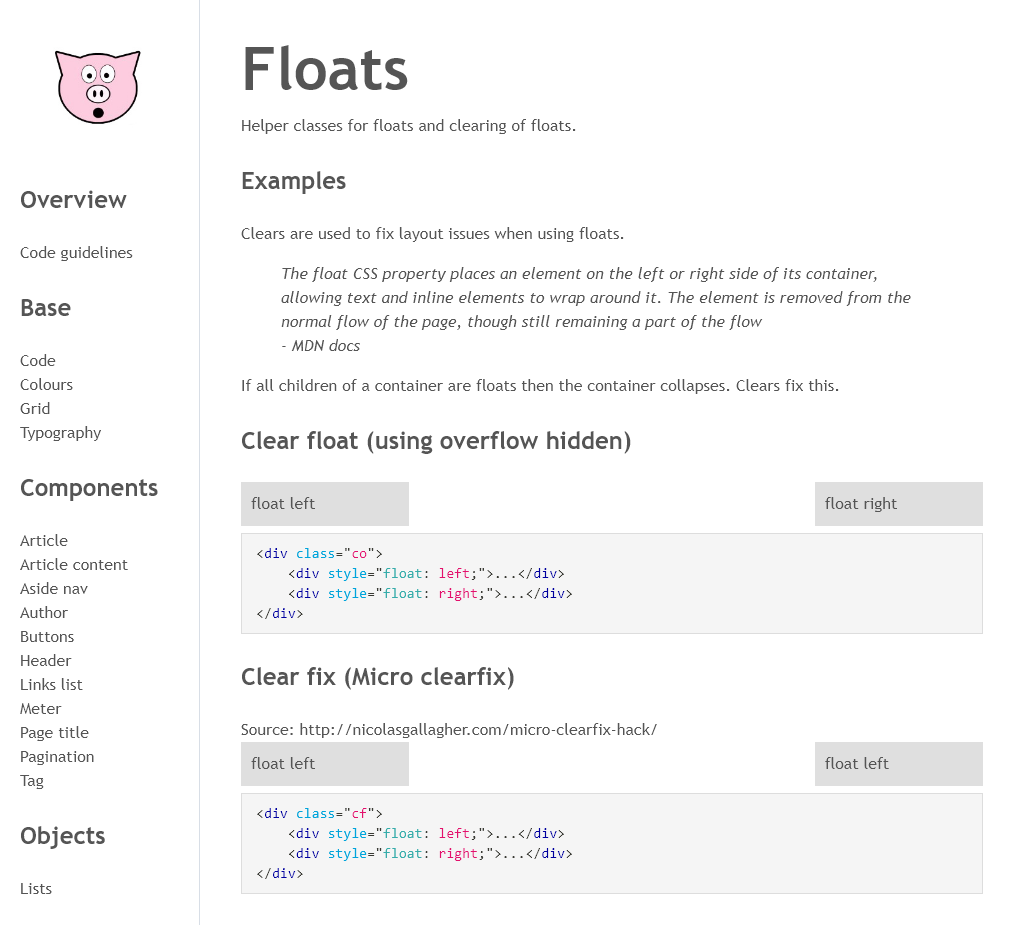 Overview
Code guidelines
Base
Code
Colours
Grid
Typography
Components
Article
Article content
Aside nav
Author
Buttons
Header
Links list
Meter
Page title
Pagination
Tag
Objects
Lists
Floats
Helper classes for floats and clearing of floats.
Examples
Clears are used to fix layout issues when using floats.
The float CSS property places an element on the left or right side of its container,
allowing text and inline elements to wrap around it. The element is removed from the
normal flow of the page, though still remaining a part of the flow
- MDN docs
If all children of a container are floats then the container collapses. Clears fix this.
Clear float (using overflow hidden)
float left
float right
<div class="co">
    <div style="float: left;">...</div>
    <div style="float: right;">...</div>
</div>
Clear fix (Micro clearfix)
Source: http://nicolasgallagher.com/micro-clearfix-hack/
float left
float left
<div class="cf">
    <div style="float: left;">...</div>
    <div style="float: right;">...</div>
</div>